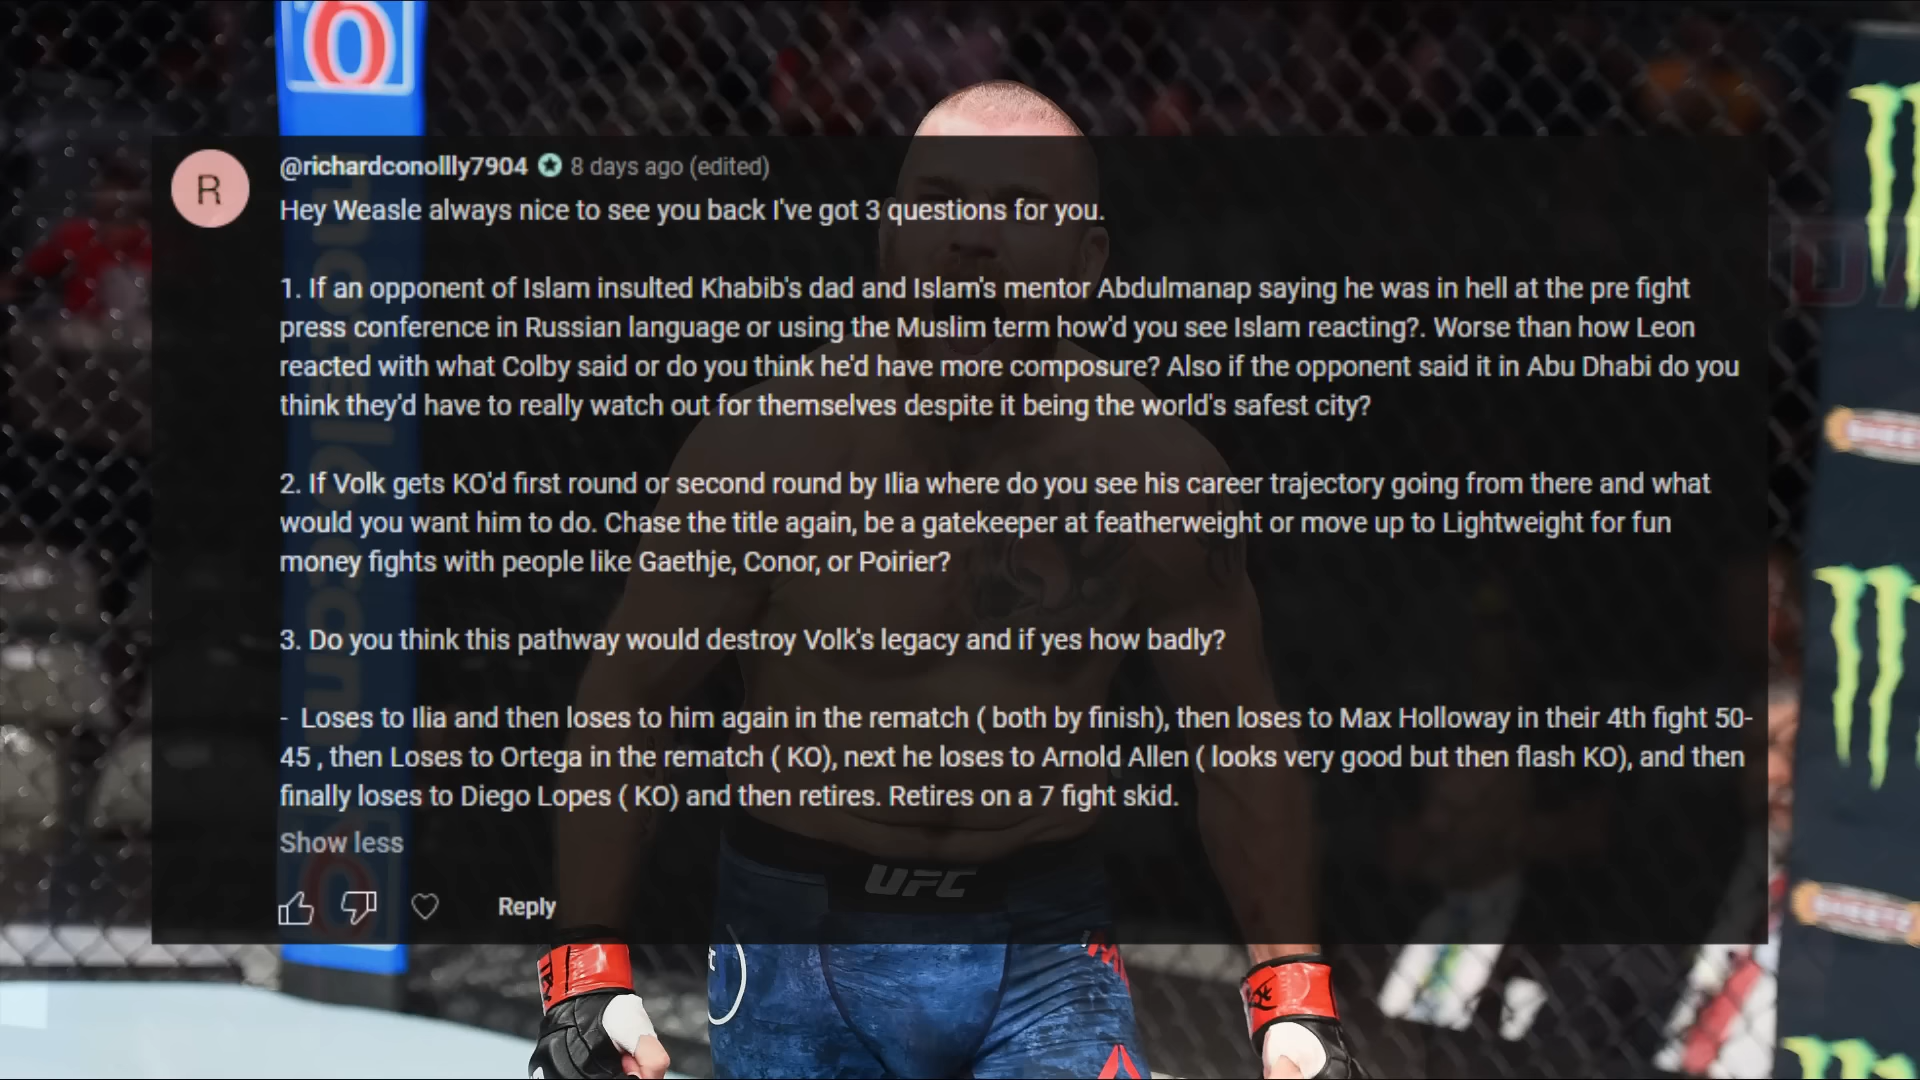 R
@richardconollly7904 8 days ago (edited)
Hey Weasle always nice to see you back I've got 3 questions for you.
1. If an opponent of Islam insulted Khabib's dad and Islam's mentor Abdulmanap saying he was in hell at the pre fight
press conference in Russian language or using the Muslim term how'd you see Islam reacting?. Worse than how Leon
reacted with what Colby said or do you think he'd have more composure? Also if the opponent said it in Abu Dhabi do you
think they'd have to really watch out for themselves despite it being the world's safest city?
2. If Volk gets KO'd first round or second round by Ilia where do you see his career trajectory going from there and what
would you want him to do. Chase the title again, be a gatekeeper at featherweight or move up to Lightweight for fun
money fights with people like Gaethje, Conor, or Poirier?
3. Do you think this pathway would destroy Volk's legacy and if yes how badly?
- Loses to Ilia and then loses to him again in the rematch ( both by finish), then loses to Max Holloway in their 4th fight 50-
45 , then Loses to Ortega in the rematch ( KO), next he loses to Arnold Allen ( looks very good but then flash KO), and then
finally loses to Diego Lopes ( KO) and then retires. Retires on a 7 fight skid.
Show less
Reply
UFC